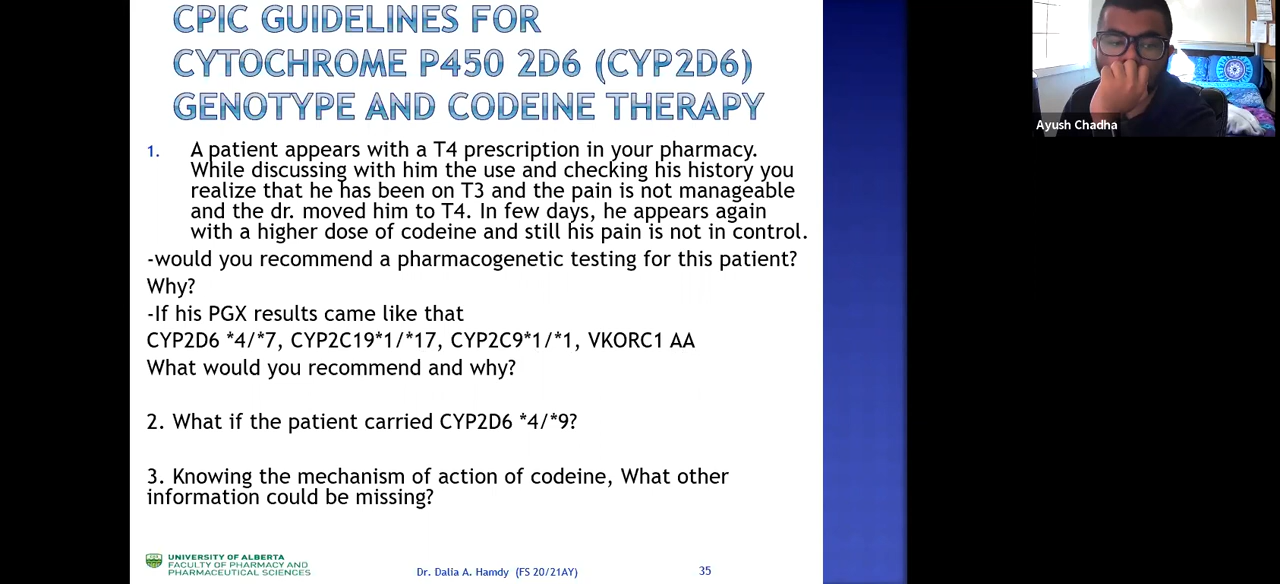 CPIC GUIDELINES FOR
CYTOCHROME P450 2D6 (CYP2D6)
GENOTYPE AND CODEINE THERAPY
1. A patient appears with a T4 prescription in your pharmacy.
While discussing with him the use and checking his history you
realize that he has been on T3 and the pain is not manageable
and the dr. moved him to T4. In few days, he appears again
with a higher dose of codeine and still his pain is not in control.
-would you recommend a pharmacogenetic testing for this patient?
Why?
-If his PGX results came like that
CYP2D6 *4/*7, CYP2C19*1/*17, CYP2C9*1/*1, VKORC1 AA
What would you recommend and why?
2. What if the patient carried CYP2D6 *4/*9?
3. Knowing the mechanism of action of codeine, What other
information could be missing?
UNIVERSITY OF ALBERTA
FACULTY OF PHARMACY AND
PHARMACEUTICAL SCIENCES
Dr. Dalia A. Hamdy (FS 20/21AY)
35
Ayush Chadha